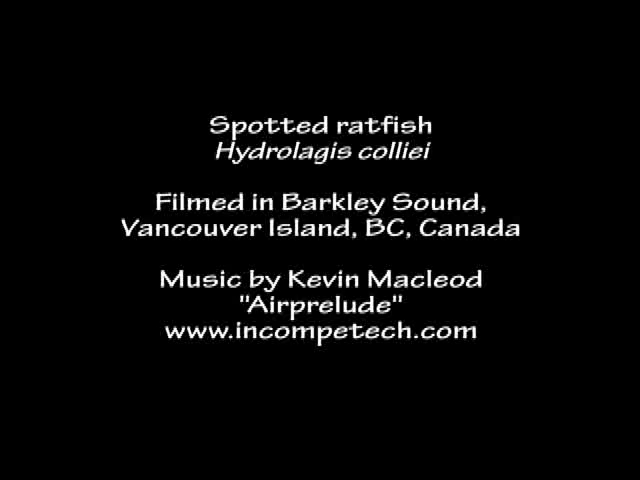 Spotted ratfish
Hydrolagis colliei
Filmed in Barkley Sound,
Vancouver Island, BC, Canada
Music by Kevin Macleod
"Airprelude"
www.incompetech.com